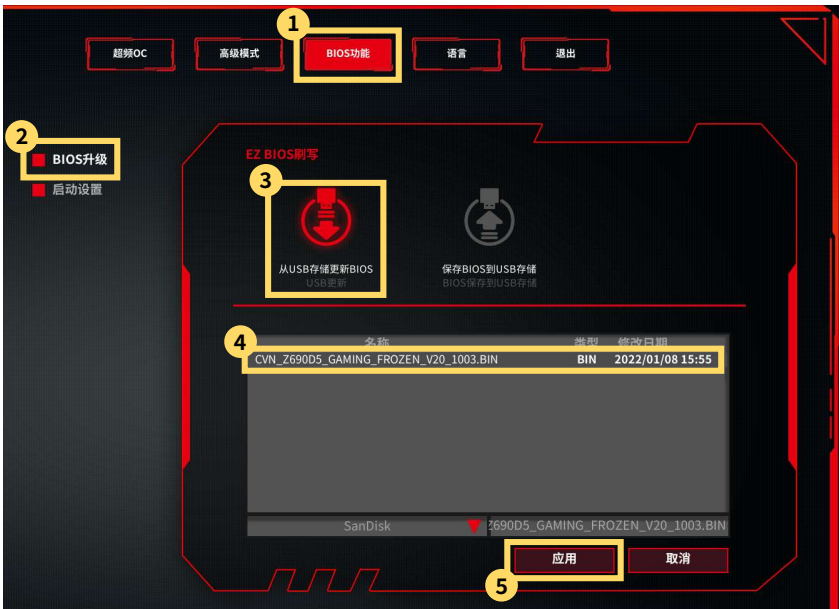 1
超频OC 高级模式 BIOS功能 语言 退出
2
BIOS升级
启动设置
EZ BIOS刷写
3
从USB存储更新BIOS 保存BIOS到USB存储
USB更新 BIOS保存到USB存储
4
名称 类型 修改日期
CVN_Z690D5_GAMING_FROZEN_V20_1003.BIN BIN 2022/01/08 15:55
SanDisk Z690D5_GAMING_FROZEN_V20_1003.BIN
应用 取消
5